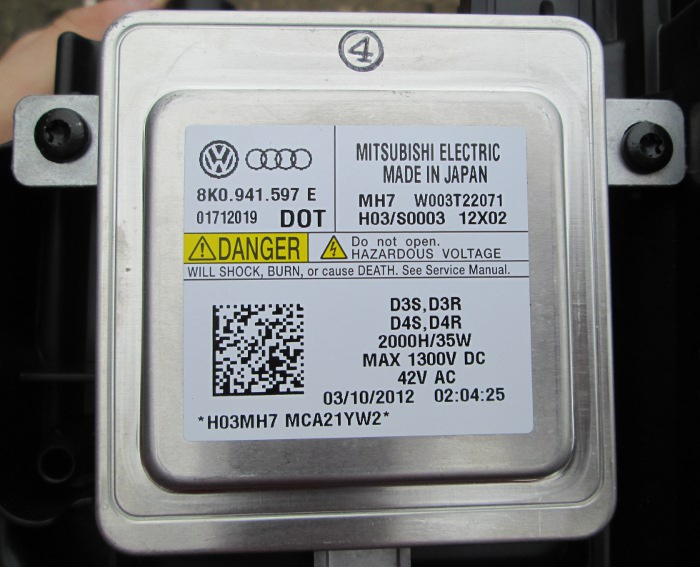 4
8K0.941.597 E
01712019 DOT
MITSUBISHI ELECTRIC
MADE IN JAPAN
MH7 W003T22071
H03/S0003 12X02
DANGER
Do not open.
HAZARDOUS VOLTAGE
WILL SHOCK, BURN, or cause DEATH. See Service Manual.
D3S,D3R
D4S,D4R
2000H/35W
MAX 1300V DC
42V AC
03/10/2012 02:04:25
*H03MH7 MCA21YW2*